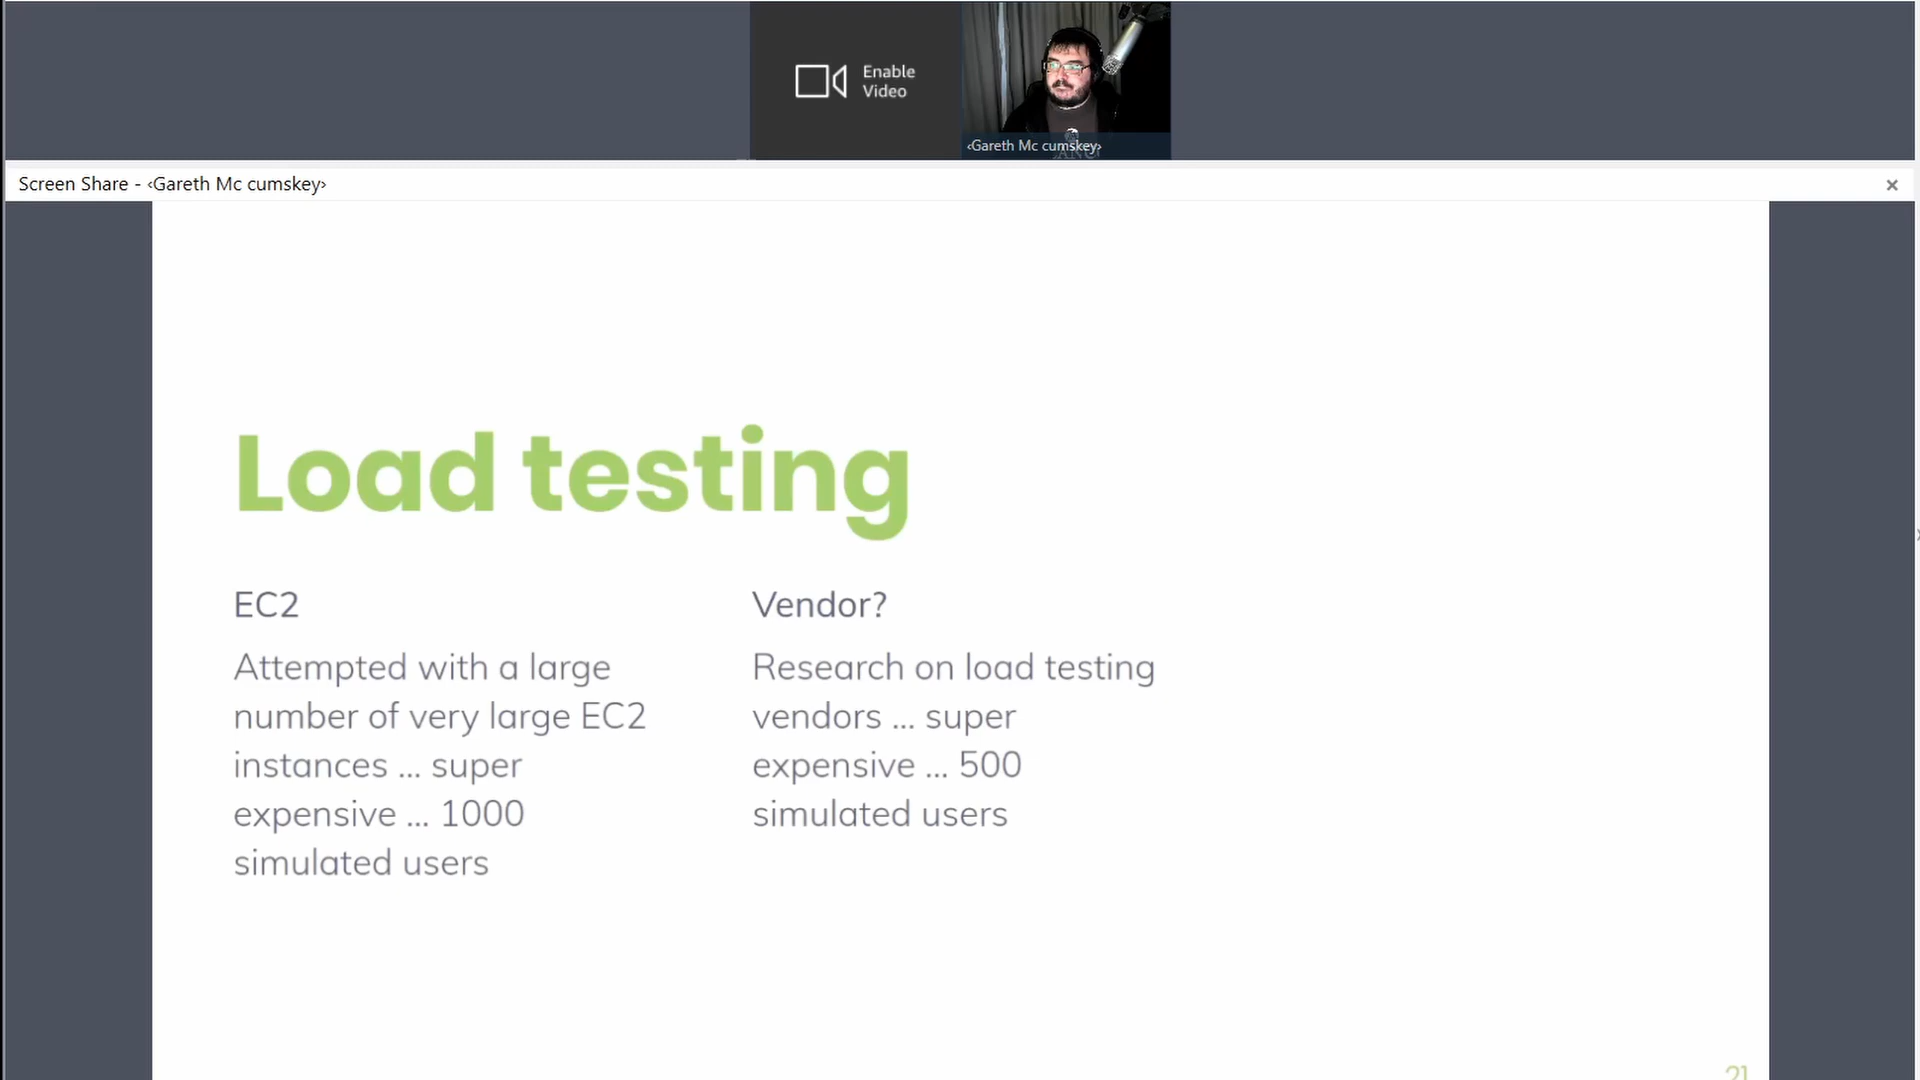 Enable
Video
‹Gareth Mc cumskey›
Screen Share - ‹Gareth Mc cumskey›
Load testing
EC2
Attempted with a large
number of very large EC2
instances ... super
expensive ... 1000
simulated users
Vendor?
Research on load testing
vendors ... super
expensive ... 500
simulated users
21